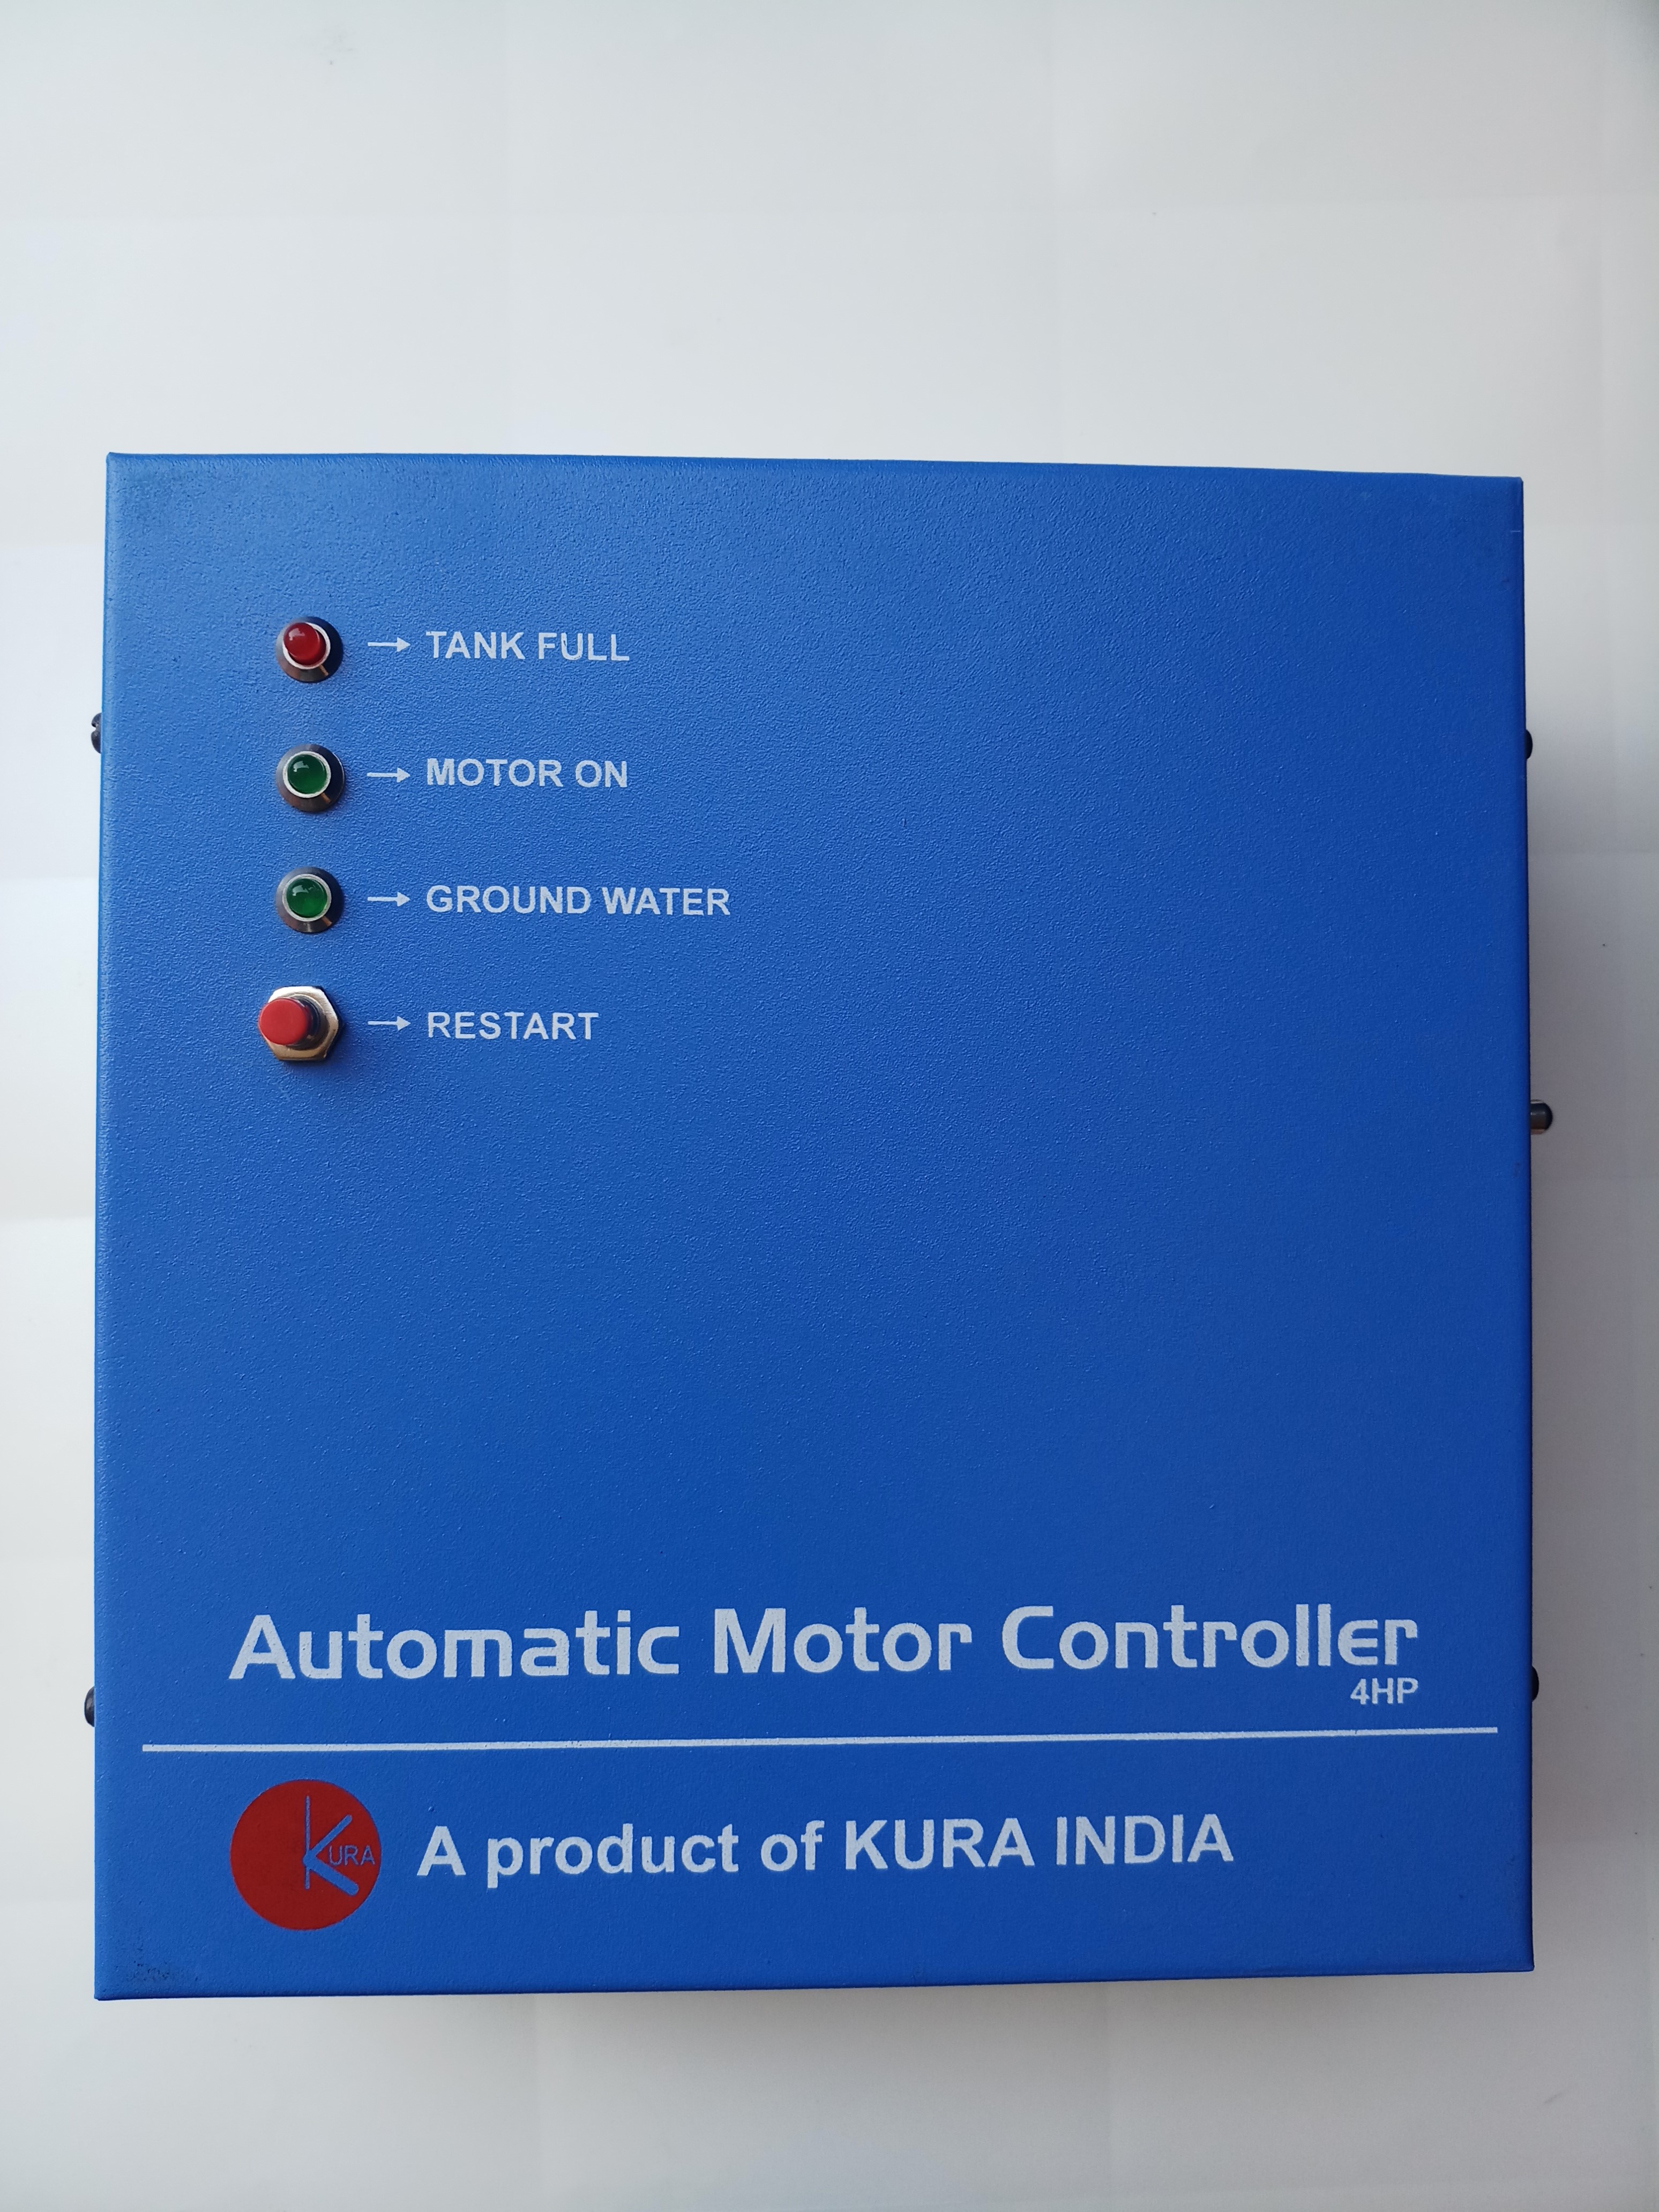 → TANK FULL
→ MOTOR ON
→ GROUND WATER
→ RESTART
Automatic Motor Controller
4HP
KURA
A product of KURA INDIA